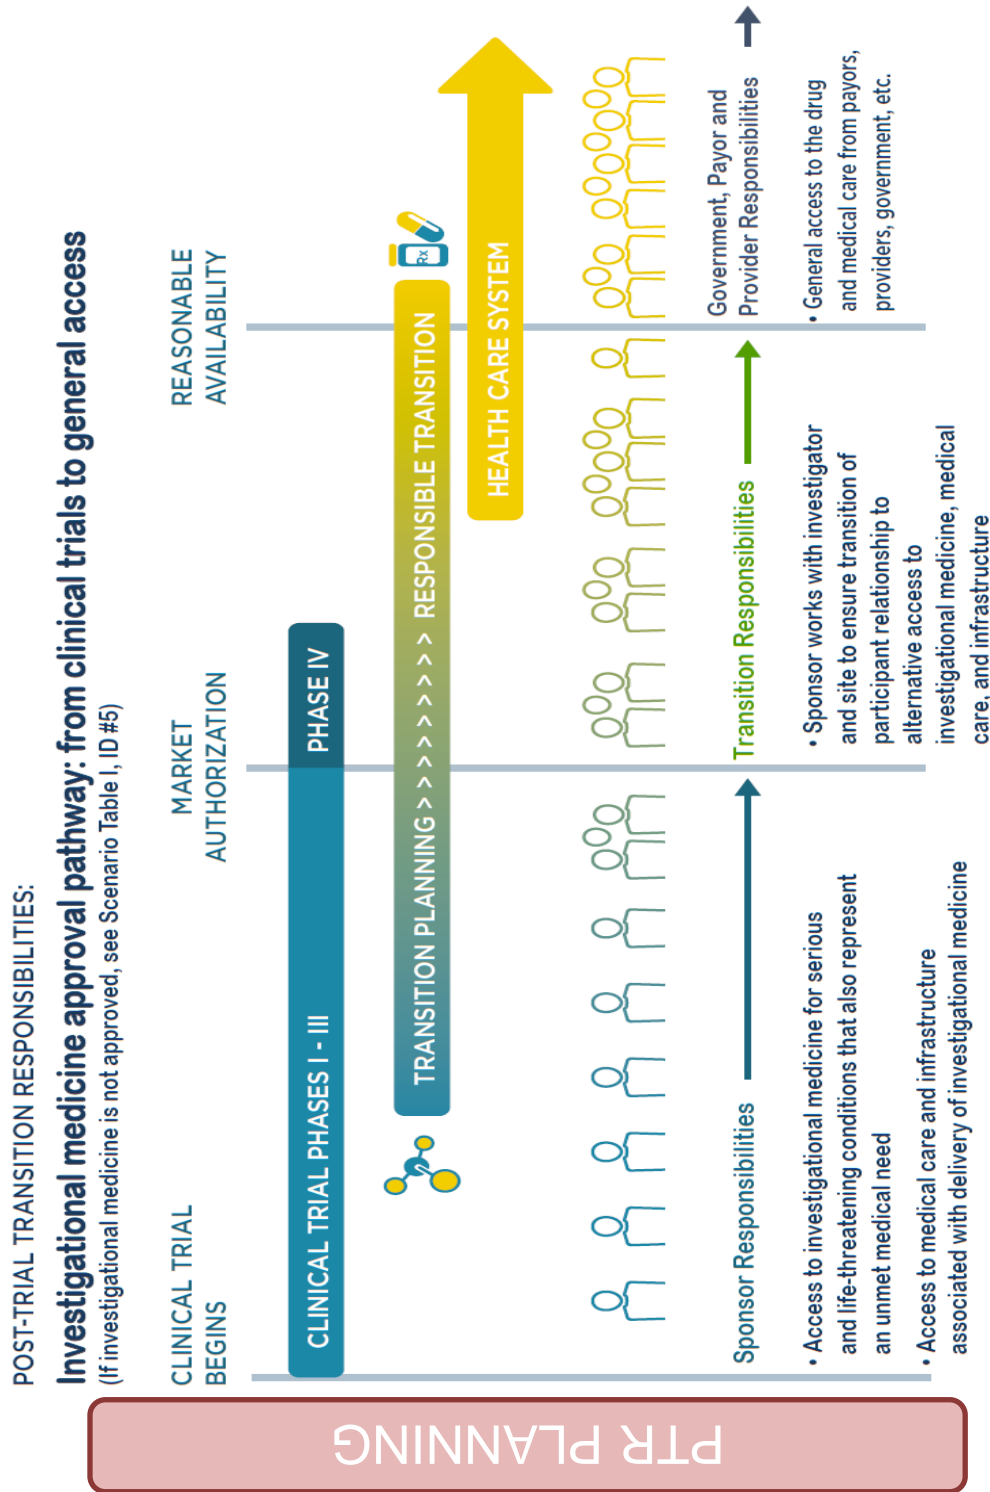 POST-TRIAL TRANSITION RESPONSIBILITIES:
Investigational medicine approval pathway: from clinical trials to general access
(If investigational medicine is not approved, see Scenario Table I, ID #5)
CLINICAL TRIAL
BEGINS
MARKET
AUTHORIZATION
REASONABLE
AVAILABILITY
CLINICAL TRIAL PHASES I - III
PHASE IV
TRANSITION PLANNING > > > > > > > > > > RESPONSIBLE TRANSITION
Rx
HEALTH CARE SYSTEM
Sponsor Responsibilities
• Access to investigational medicine for serious
and life-threatening conditions that also represent
an unmet medical need
• Access to medical care and infrastructure
associated with delivery of investigational medicine
Transition Responsibilities
• Sponsor works with investigator
and site to ensure transition of
participant relationship to
alternative access to
investigational medicine, medical
care, and infrastructure
Government, Payor and
Provider Responsibilities
• General access to the drug
and medical care from payors,
providers, government, etc.
PTR PLANNING